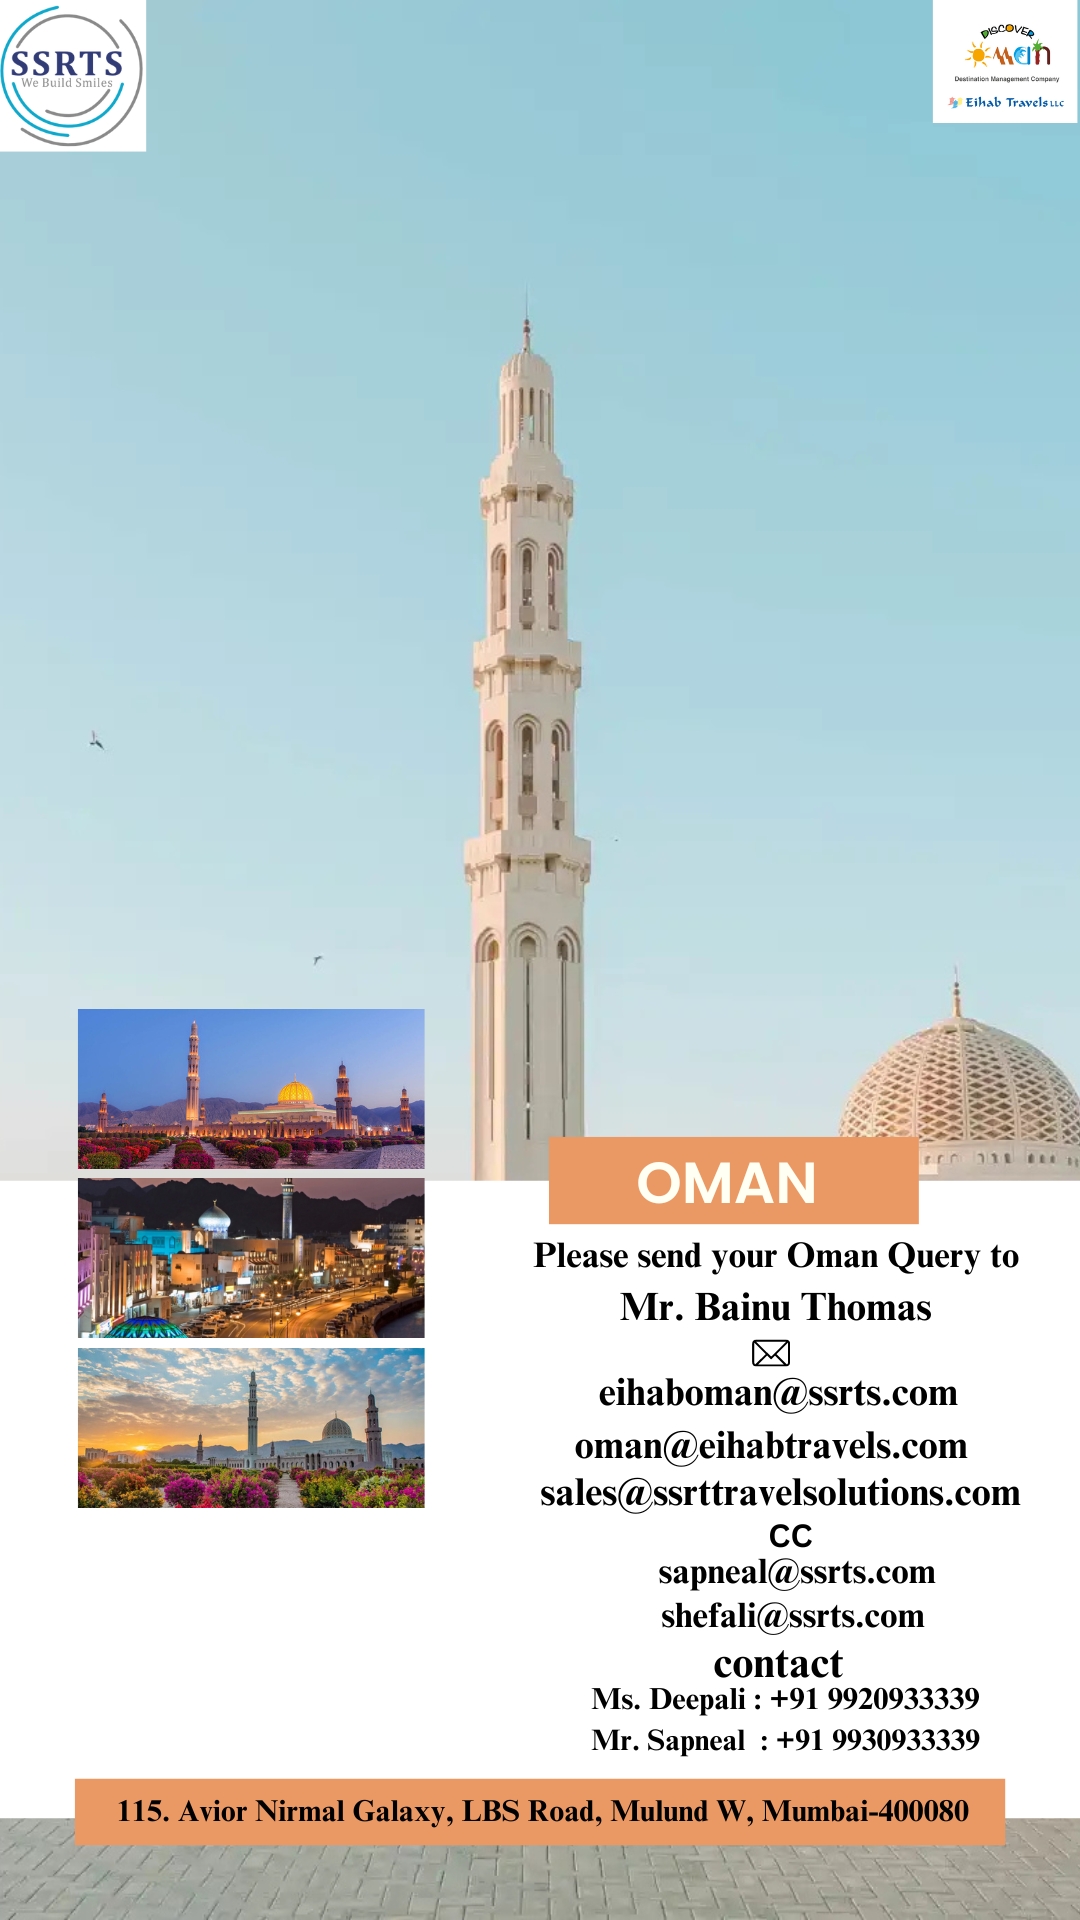 SSRTS
We Build Smiles
DISCOVER
Oman
Destination Management Company
Eihab Travels LLC
OMAN
Please send your Oman Query to
Mr. Bainu Thomas
eihaboman@ssrts.com
oman@eihabtravels.com
sales@ssrttravelsolutions.com
CC
sapneal@ssrts.com
shefali@ssrts.com
contact
Ms. Deepali : +91 9920933339
Mr. Sapneal : +91 9930933339
115. Avior Nirmal Galaxy, LBS Road, Mulund W, Mumbai-400080